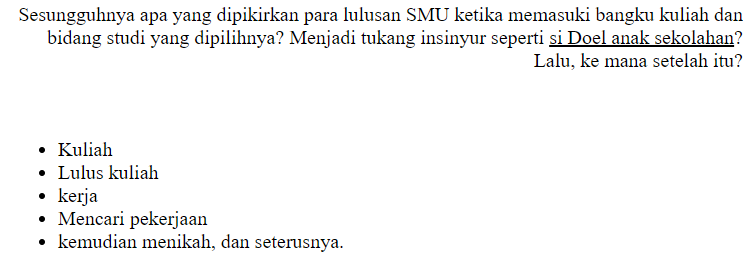 Sesungguhnya apa yang dipikirkan para lulusan SMU ketika memasuki bangku kuliah dan
bidang studi yang dipilihnya? Menjadi tukang insinyur seperti si Doel anak sekolahan?
Lalu, ke mana setelah itu?
• Kuliah
• Lulus kuliah
• kerja
• Mencari pekerjaan
• kemudian menikah, dan seterusnya.